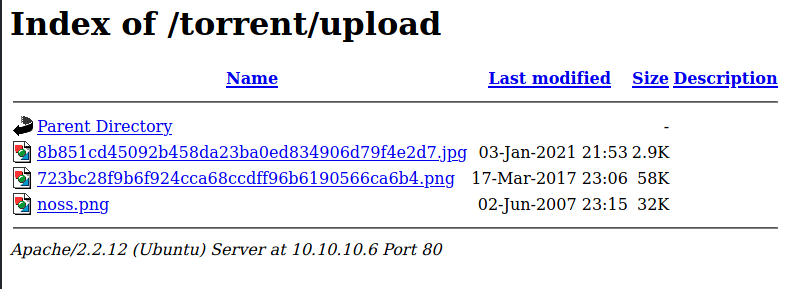 Index of /torrent/upload
Name Last modified Size Description
Parent Directory -
8b851cd45092b458da23ba0ed834906d79f4e2d7.jpg 03-Jan-2021 21:53 2.9K
723bc28f9b6f924cca68ccdff96b6190566ca6b4.png 17-Mar-2017 23:06 58K
noss.png 02-Jun-2007 23:15 32K
Apache/2.2.12 (Ubuntu) Server at 10.10.10.6 Port 80